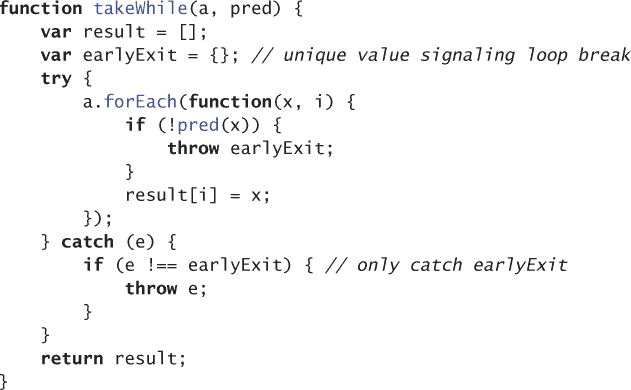 function takeWhile(a, pred) {
    var result = [];
    var earlyExit = {}; // unique value signaling loop break
    try {
        a.forEach(function(x, i) {
            if (!pred(x)) {
                throw earlyExit;
            }
            result[i] = x;
        });
    } catch (e) {
        if (e !== earlyExit) { // only catch earlyExit
            throw e;
        }
    }
    return result;
}